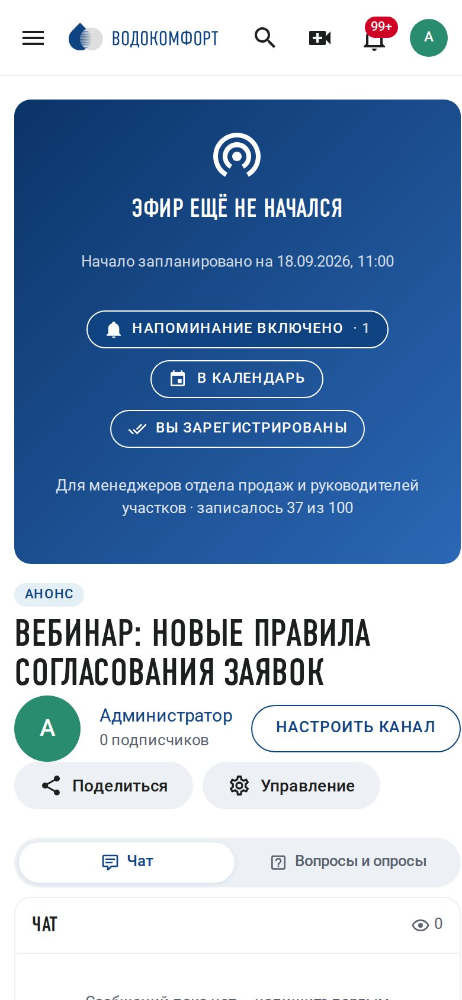 ВОДОКОМФОРТ
99+
А
ЭФИР ЕЩЁ НЕ НАЧАЛСЯ
Начало запланировано на 18.09.2026, 11:00
НАПОМИНАНИЕ ВКЛЮЧЕНО · 1
В КАЛЕНДАРЬ
ВЫ ЗАРЕГИСТРИРОВАНЫ
Для менеджеров отдела продаж и руководителей
участков · записалось 37 из 100
АНОНС
ВЕБИНАР: НОВЫЕ ПРАВИЛА
СОГЛАСОВАНИЯ ЗАЯВОК
А
Администратор
0 подписчиков
НАСТРОИТЬ КАНАЛ
Поделиться
Управление
Чат
Вопросы и опросы
ЧАТ
0
Сообщений пока нет — напишите первым